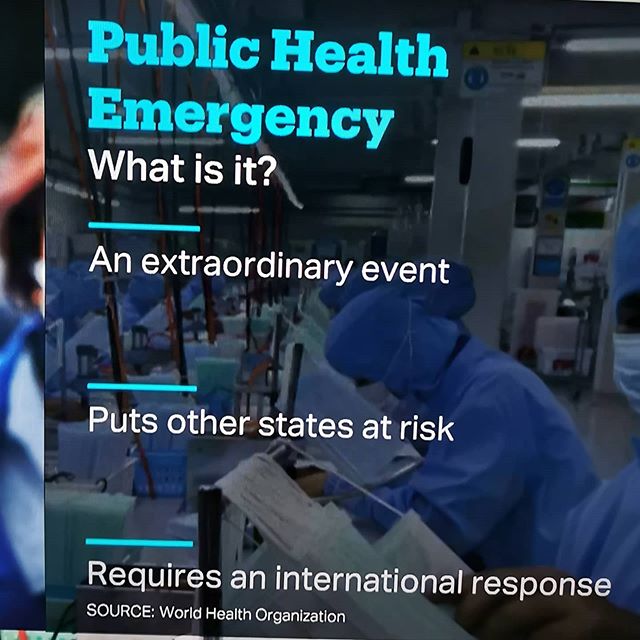 Public Health
Emergency
What is it?
An extraordinary event
Puts other states at risk
Requires an international response
SOURCE: World Health Organization